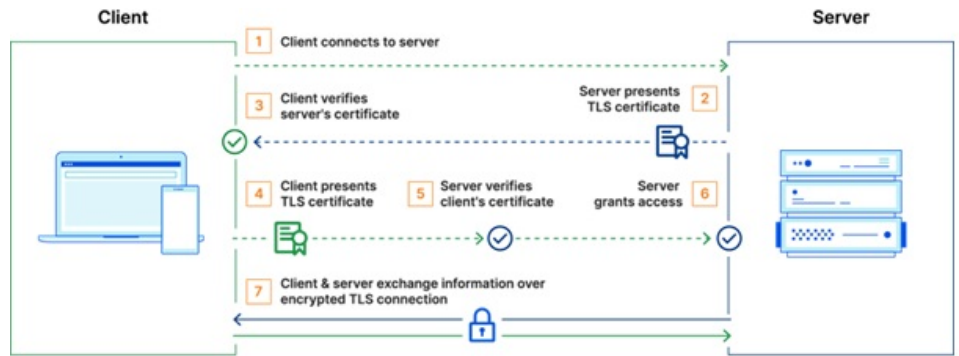 Client
Server
1
Client connects to server
3
Client verifies
server's certificate
Server presents
TLS certificate
2
4
Client presents
TLS certificate
5
Server verifies
client's certificate
Server
grants access
6
7
Client & server exchange information over
encrypted TLS connection